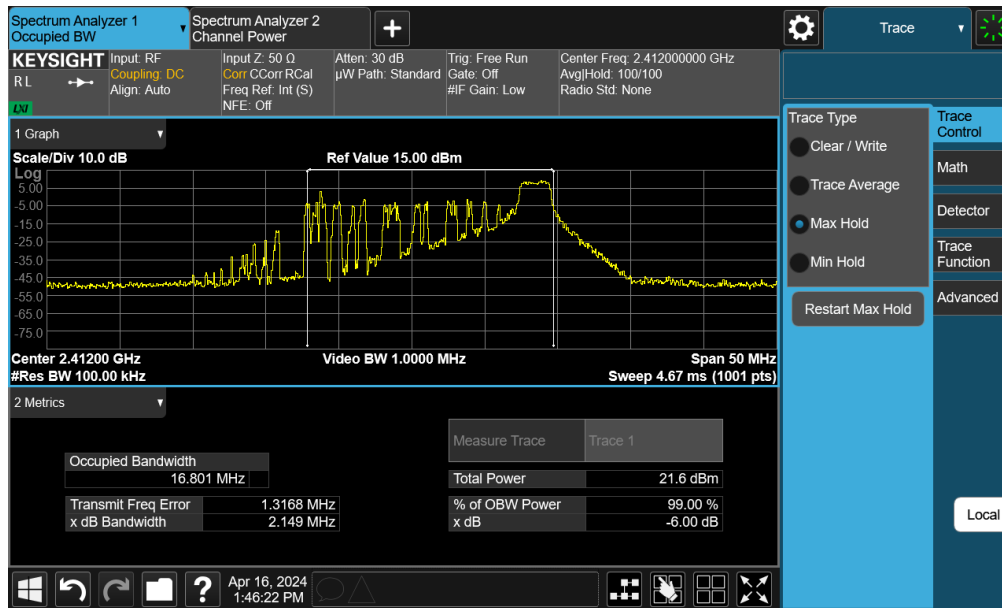 Spectrum Analyzer 1
Occupied BW
Spectrum Analyzer 2
Channel Power
Trace
KEYSIGHT
RL
LXI
Input: RF
Coupling: DC
Align: Auto
Input Z: 50 Ω
Corr CCorr RCal
Freq Ref: Int (S)
NFE: Off
Atten: 30 dB
µW Path: Standard
Trig: Free Run
Gate: Off
#IF Gain: Low
Center Freq: 2.412000000 GHz
Avg|Hold: 100/100
Radio Std: None
1 Graph
Scale/Div 10.0 dB
Ref Value 15.00 dBm
Log
5.00
-5.00
-15.0
-25.0
-35.0
-45.0
-55.0
-65.0
-75.0
Center 2.41200 GHz
#Res BW 100.00 kHz
Video BW 1.0000 MHz
Span 50 MHz
Sweep 4.67 ms (1001 pts)
2 Metrics
Measure Trace Trace 1
Occupied Bandwidth
16.801 MHz
Total Power 21.6 dBm
Transmit Freq Error 1.3168 MHz
x dB Bandwidth 2.149 MHz
% of OBW Power 99.00 %
x dB -6.00 dB
Trace Type
Clear / Write
Trace Average
Max Hold
Min Hold
Restart Max Hold
Trace
Control
Math
Detector
Trace
Function
Advanced
Local
?
Apr 16, 2024
1:46:22 PM